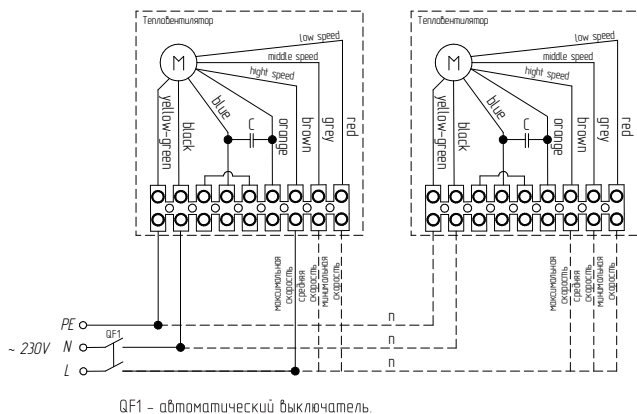 Тепловентилятор
low speed
middle speed
hight speed
M
yellow-green
black
blue
C
orange
brown
grey
red
максимальная
скорость
средняя
скорость
минимальная
скорость
Тепловентилятор
low speed
middle speed
hight speed
M
yellow-green
black
blue
C
orange
brown
grey
red
максимальная
скорость
средняя
скорость
минимальная
скорость
PE
n
~ 230V
N
QF1
n
L
n
QF1 – автоматический выключатель.